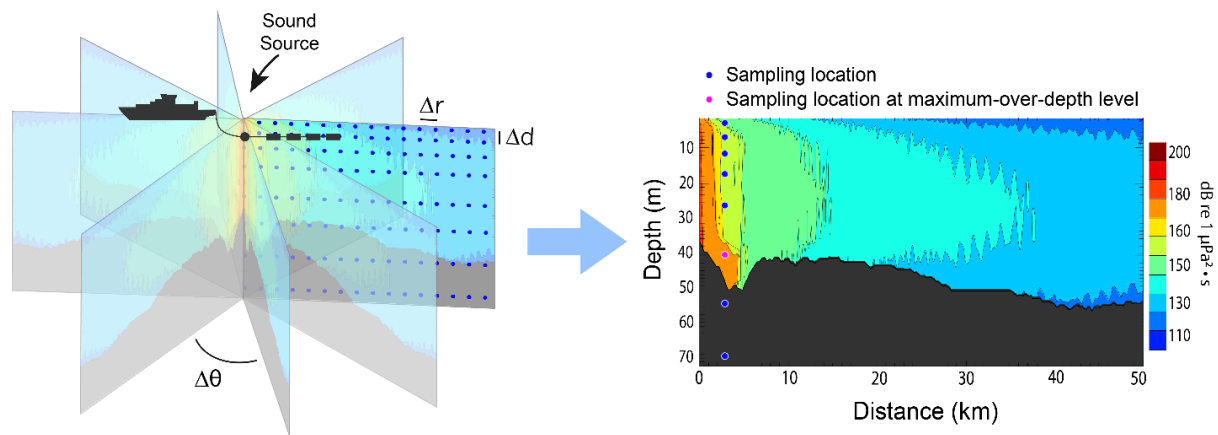 Sound
Source
Δr
Δd
Δθ
Sampling location
Sampling location at maximum-over-depth level
Depth (m)
10
20
30
40
50
60
70
0
10
20
30
40
50
Distance (km)
200
180
160
150
130
110
dB re 1 µPa² • s